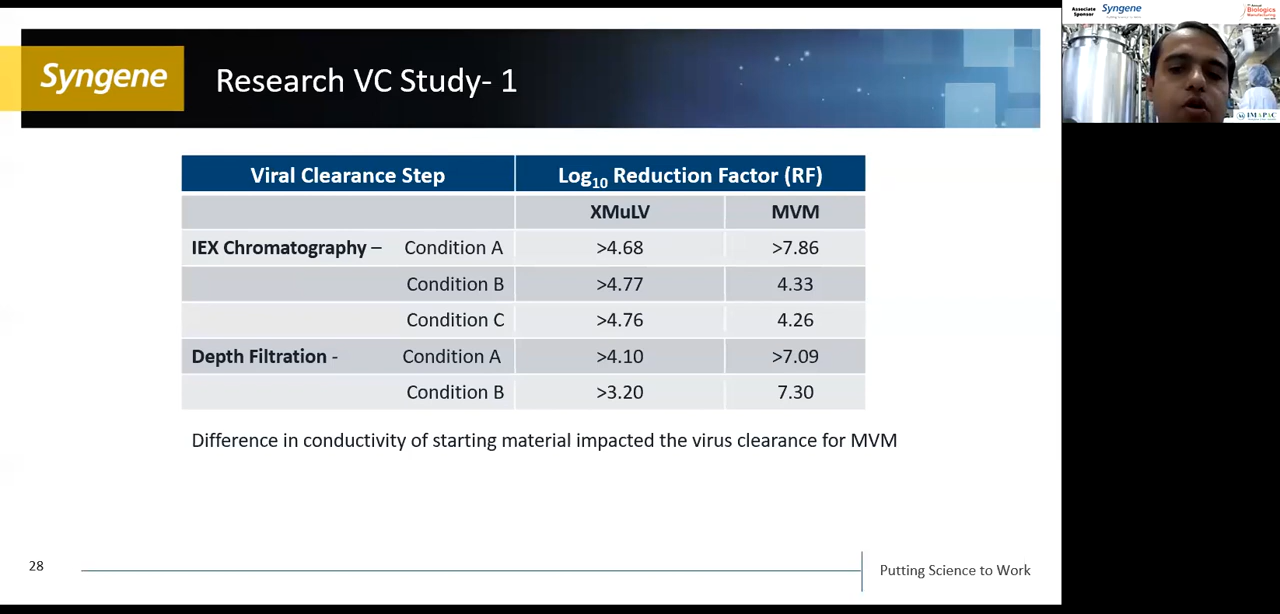 Syngene
Research VC Study- 1
Viral Clearance Step Log10 Reduction Factor (RF)
XMuLV MVM
IEX Chromatography – Condition A >4.68 >7.86
Condition B >4.77 4.33
Condition C >4.76 4.26
Depth Filtration - Condition A >4.10 >7.09
Condition B >3.20 7.30
Difference in conductivity of starting material impacted the virus clearance for MVM
28
Putting Science to Work
Associate
Sponsor
Syngene
Biologics
Manufacturing
IMAPAC